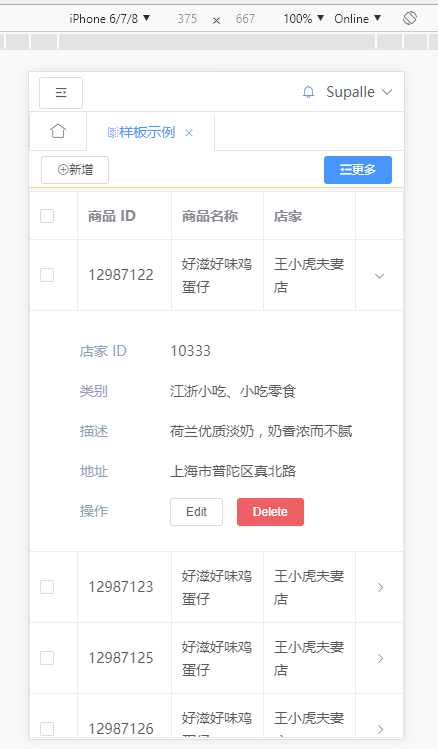 iPhone 6/7/8 ▼ 375 × 667 100% ▼ Online ▼
Supalle
样板示例 ×
新增 更多
商品 ID 商品名称 店家
12987122 好滋好味鸡蛋仔 王小虎夫妻店
店家 ID 10333
类别 江浙小吃、小吃零食
描述 荷兰优质淡奶，奶香浓而不腻
地址 上海市普陀区真北路
操作 Edit Delete
12987123 好滋好味鸡蛋仔 王小虎夫妻店
12987125 好滋好味鸡蛋仔 王小虎夫妻店
12987126 好滋好味鸡蛋仔 王小虎夫妻